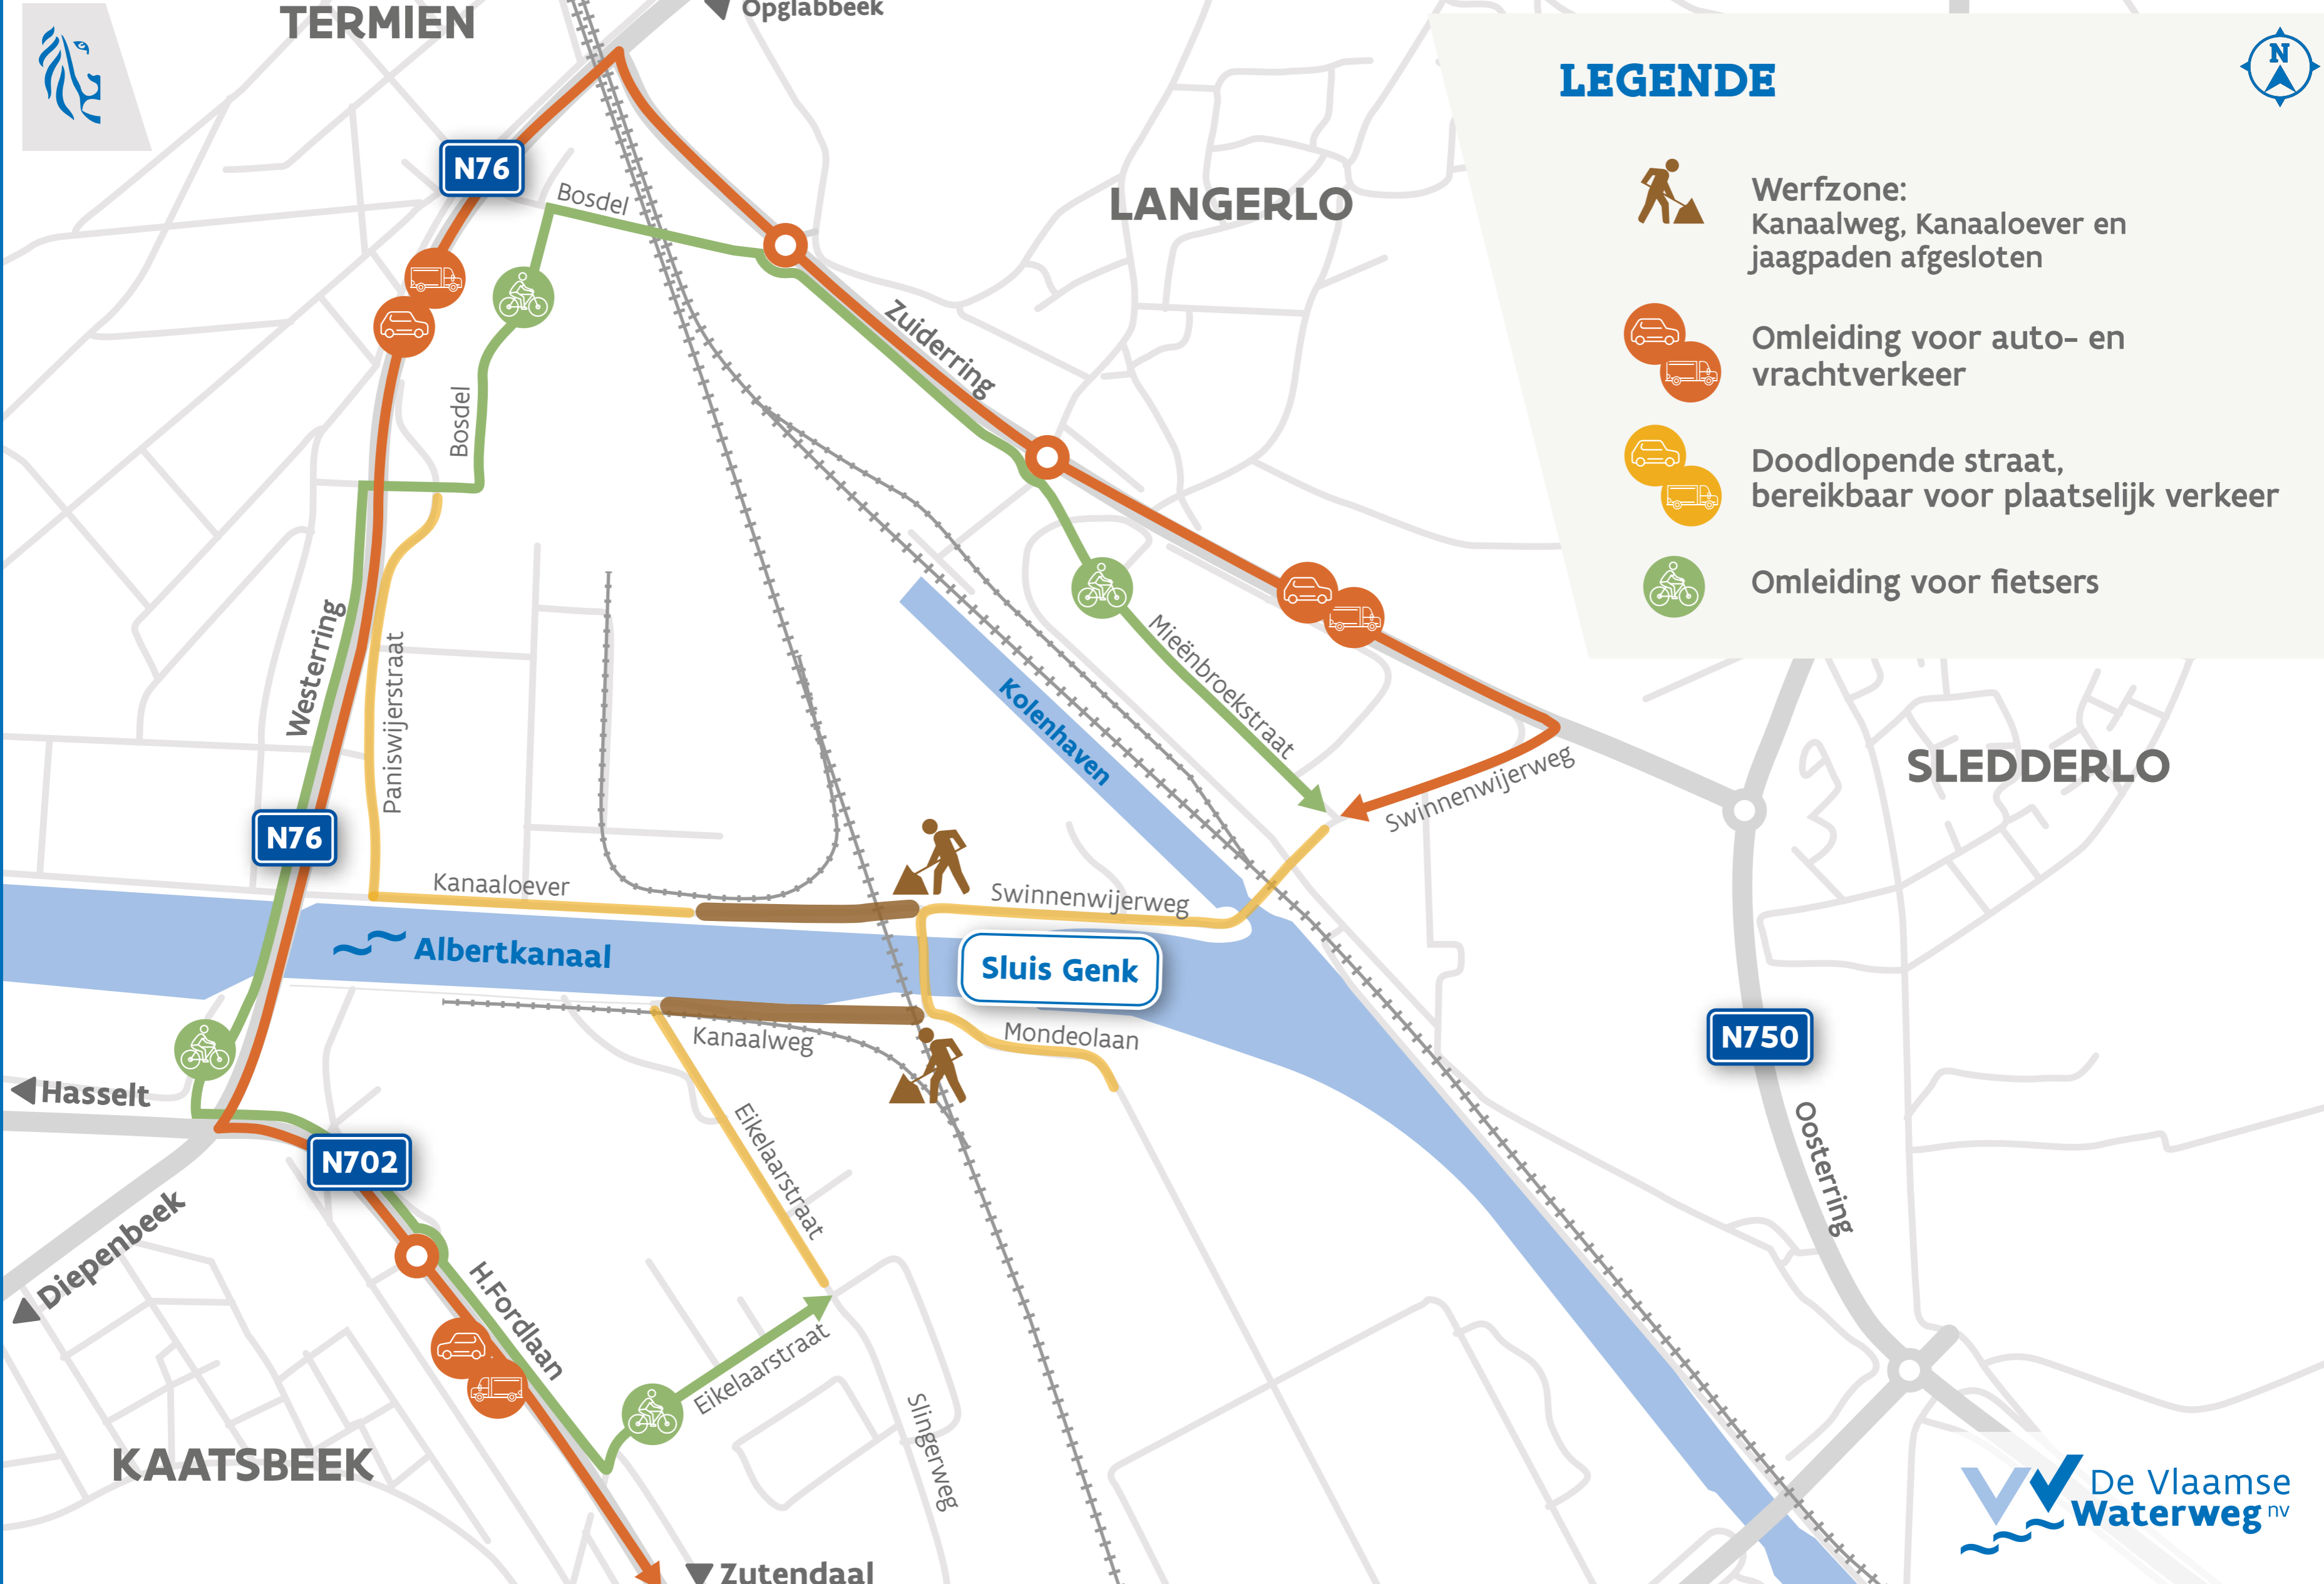 TERMIEN
Opglabbeek
LEGENDE
N
Werfzone:
Kanaalweg, Kanaaloever en
jaagpaden afgesloten
Omleiding voor auto- en
vrachtverkeer
Doodlopende straat,
bereikbaar voor plaatselijk verkeer
Omleiding voor fietsers
N76
Bosdel
LANGERLO
Zuiderring
Bosdel
Westerring
Paniswijerstraat
Mieënbroekstraat
Kolenhaven
Swinnenwijerweg
SLEDDERLO
N76
Kanaaloever
Swinnenwijerweg
Albertkanaal
Sluis Genk
Kanaalweg
Mondeolaan
N750
Hasselt
Eikelaarstraat
Oosterring
N702
Diepenbeek
H.Fordlaan
Eikelaarstraat
Slingerweg
KAATSBEEK
Zutendaal
De Vlaamse
Waterweg nv